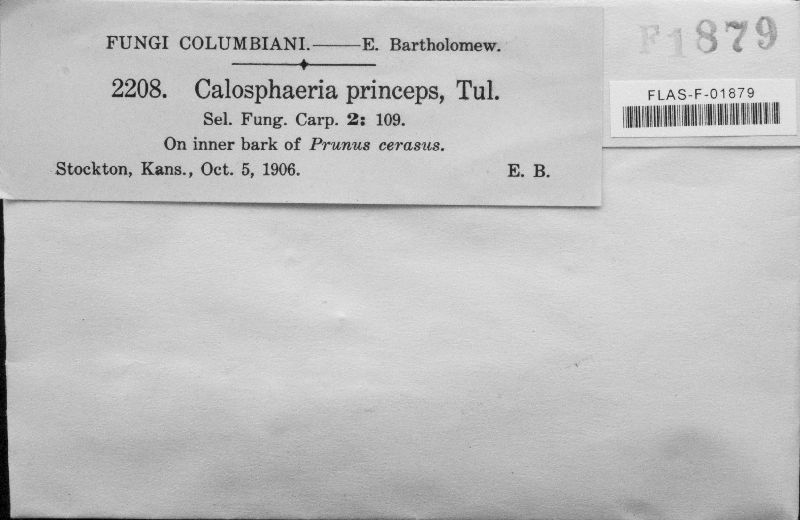 FUNGI COLUMBIANI.——E. Bartholomew.
2208. Calosphaeria princeps, Tul.
Sel. Fung. Carp. 2: 109.
On inner bark of Prunus cerasus.
Stockton, Kans., Oct. 5, 1906. E. B.
F1879
FLAS-F-01879